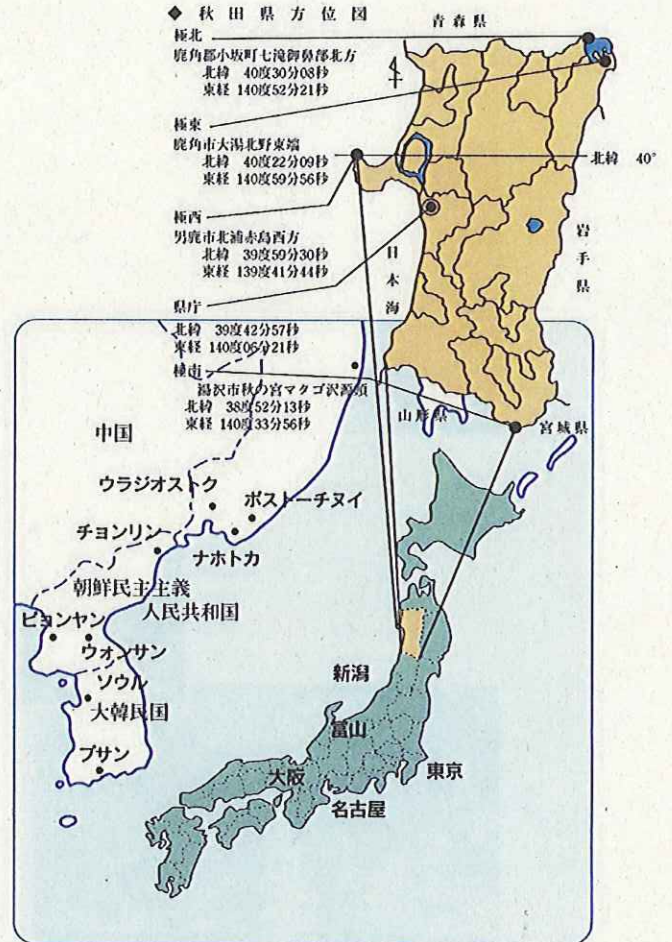 ◆ 秋田県方位図
青森県
極北
鹿角郡小坂町七滝御鼻部北方
北緯 40度30分08秒
東経 140度52分21秒
極東
鹿角市大湯北野東端
北緯 40度22分09秒
東経 140度59分56秒
北緯 40°
極西
男鹿市北浦赤島西方
北緯 39度59分30秒
東経 139度41分44秒
日本海
岩手県
県庁
北緯 39度42分57秒
東経 140度06分21秒
極南
湯沢市秋の宮マタゴ沢源頭
北緯 38度52分13秒
東経 140度33分56秒
山形県
宮城県
中国
ウラジオストク
ボストーチヌイ
チョンリン
ナホトカ
朝鮮民主主義
人民共和国
ピョンヤン
ウォンサン
ソウル
大韓民国
プサン
新潟
富山
大阪
東京
名古屋